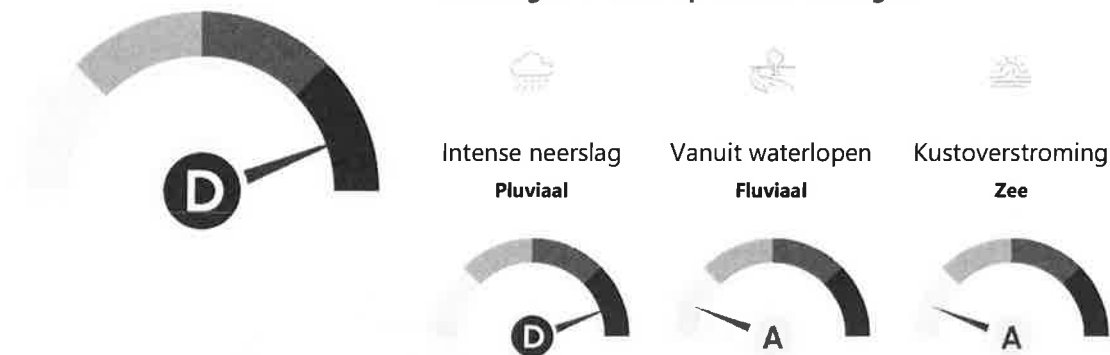 D
Intense neerslag
Pluviaal
D
Vanuit waterlopen
Fluviaal
A
Kustoverstroming
Zee
A